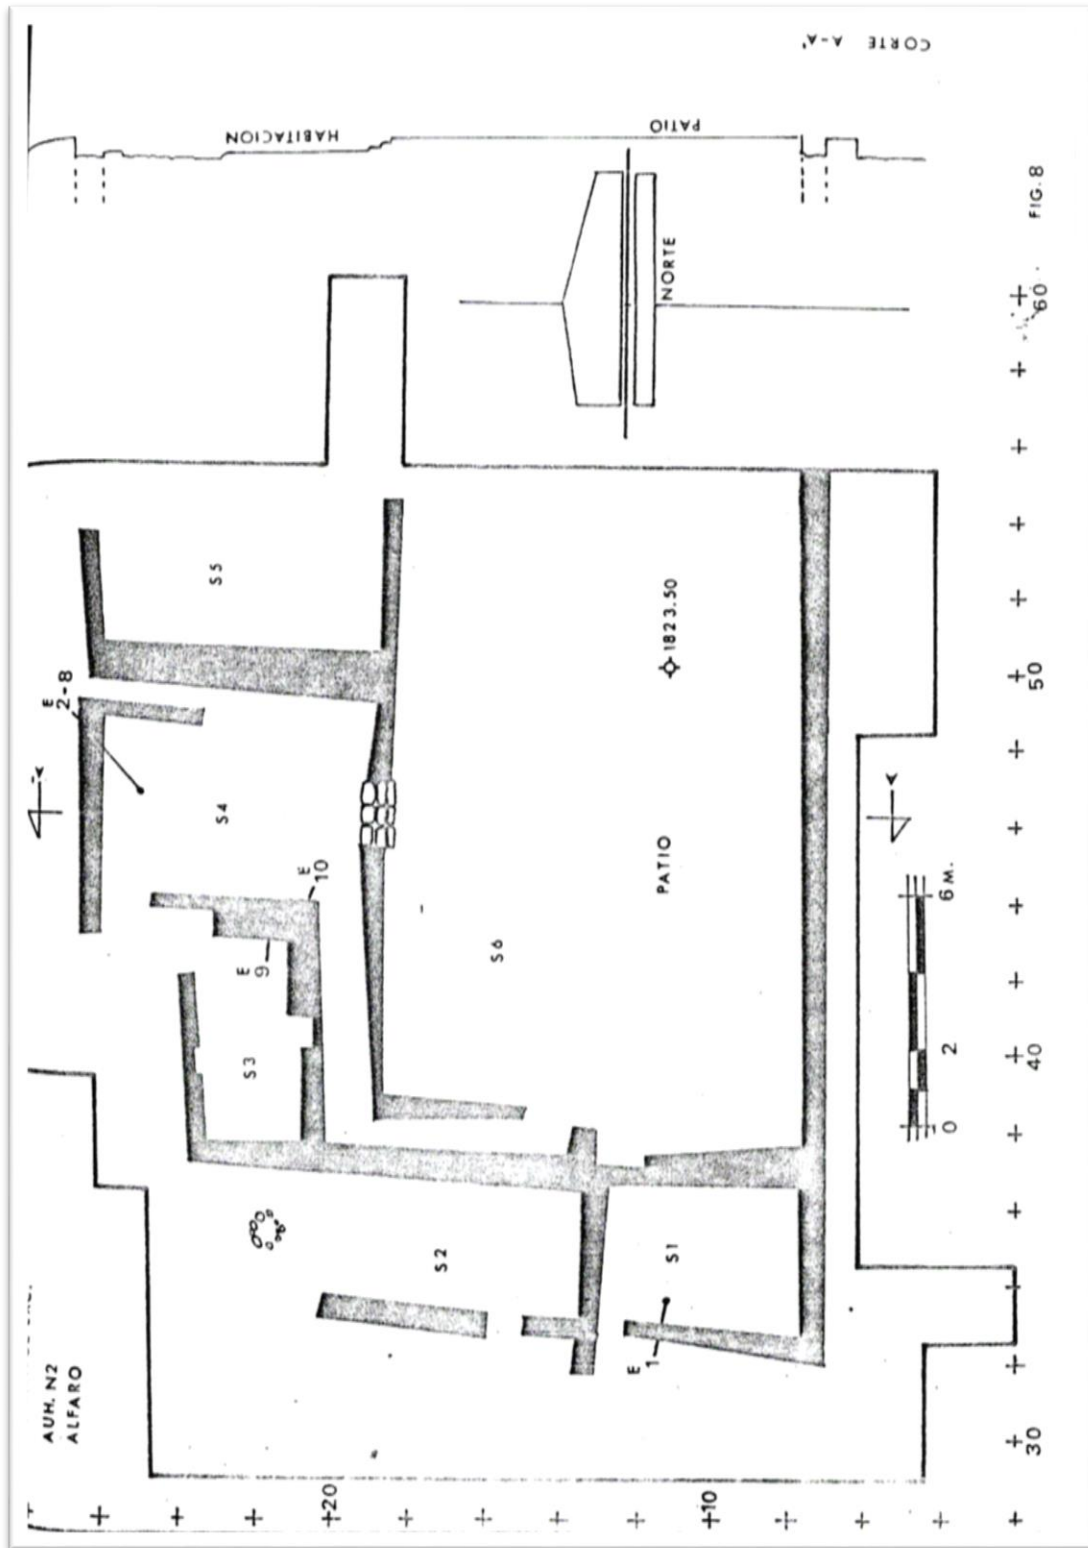 CORTE A-A'
HABITACION
PATIO
FIG. 8
NORTE
60
S5
E
2-8
A'
S4
1823.50
50
E
10
PATIO
A
E
9
S6
6 M.
S3
2
40
0
S2
S1
E
1
AUH. N2
ALFARO
30
+20
+10